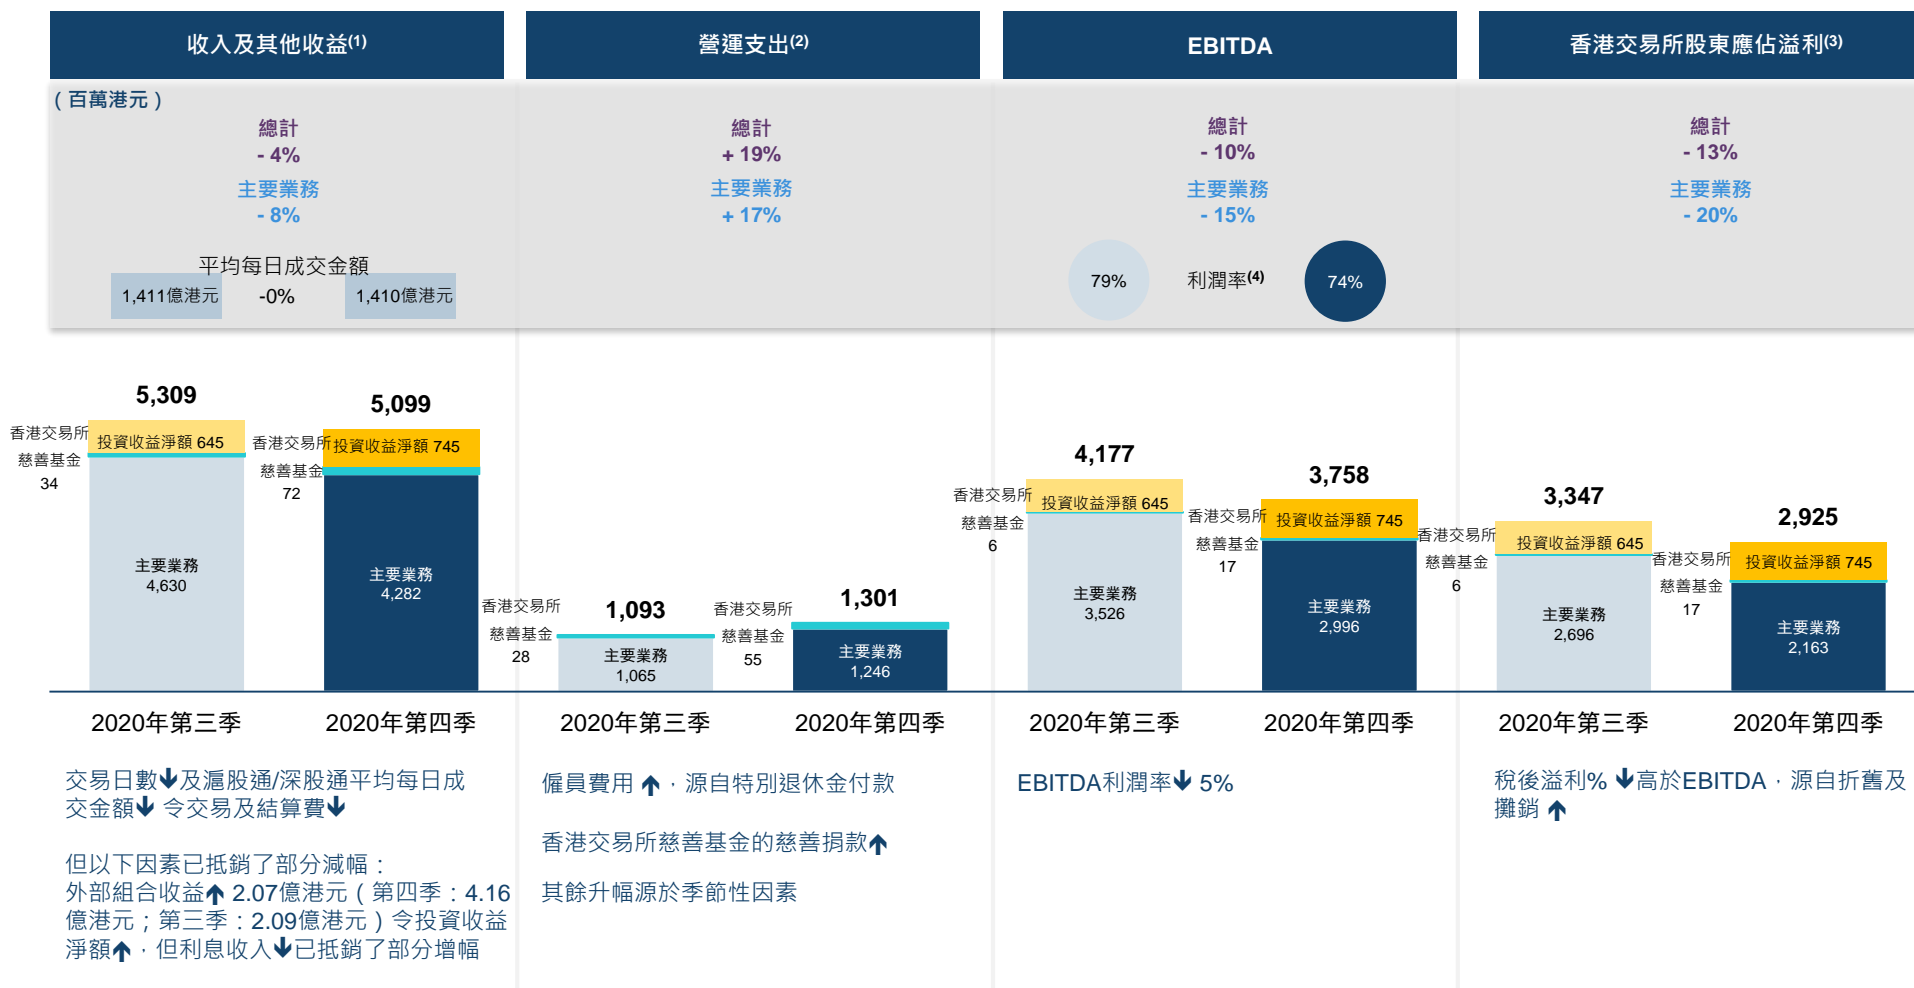 收入及其他收益(1)
營運支出(2)
EBITDA
香港交易所股東應佔溢利(3)
(百萬港元)
總計
- 4%
主要業務
- 8%
平均每日成交金額
1,411億港元
-0%
1,410億港元
總計
+ 19%
主要業務
+ 17%
總計
- 10%
主要業務
- 15%
79%
利潤率(4)
74%
總計
- 13%
主要業務
- 20%
5,309
香港交易所
慈善基金
34
投資收益淨額 645
主要業務
4,630
2020年第三季
5,099
香港交易所
慈善基金
72
投資收益淨額 745
主要業務
4,282
2020年第四季
1,093
香港交易所
慈善基金
28
主要業務
1,065
2020年第三季
1,301
香港交易所
慈善基金
55
主要業務
1,246
2020年第四季
4,177
香港交易所
慈善基金
6
投資收益淨額 645
主要業務
3,526
2020年第三季
3,758
香港交易所
慈善基金
17
投資收益淨額 745
主要業務
2,996
2020年第四季
3,347
香港交易所
慈善基金
6
投資收益淨額 645
主要業務
2,696
2020年第三季
2,925
香港交易所
慈善基金
17
投資收益淨額 745
主要業務
2,163
2020年第四季
交易日數🡫及滬股通/深股通平均每日成
交金額🡫 令交易及結算費🡫
但以下因素已抵銷了部分減幅：
外部組合收益🡩 2.07億港元（第四季：4.16
億港元；第三季：2.09億港元）令投資收益
淨額🡩，但利息收入🡫已抵銷了部分增幅
僱員費用 🡩，源自特別退休金付款
香港交易所慈善基金的慈善捐款🡩
其餘升幅源於季節性因素
EBITDA利潤率🡫 5%
稅後溢利% 🡫高於EBITDA，源自折舊及
攤銷 🡩